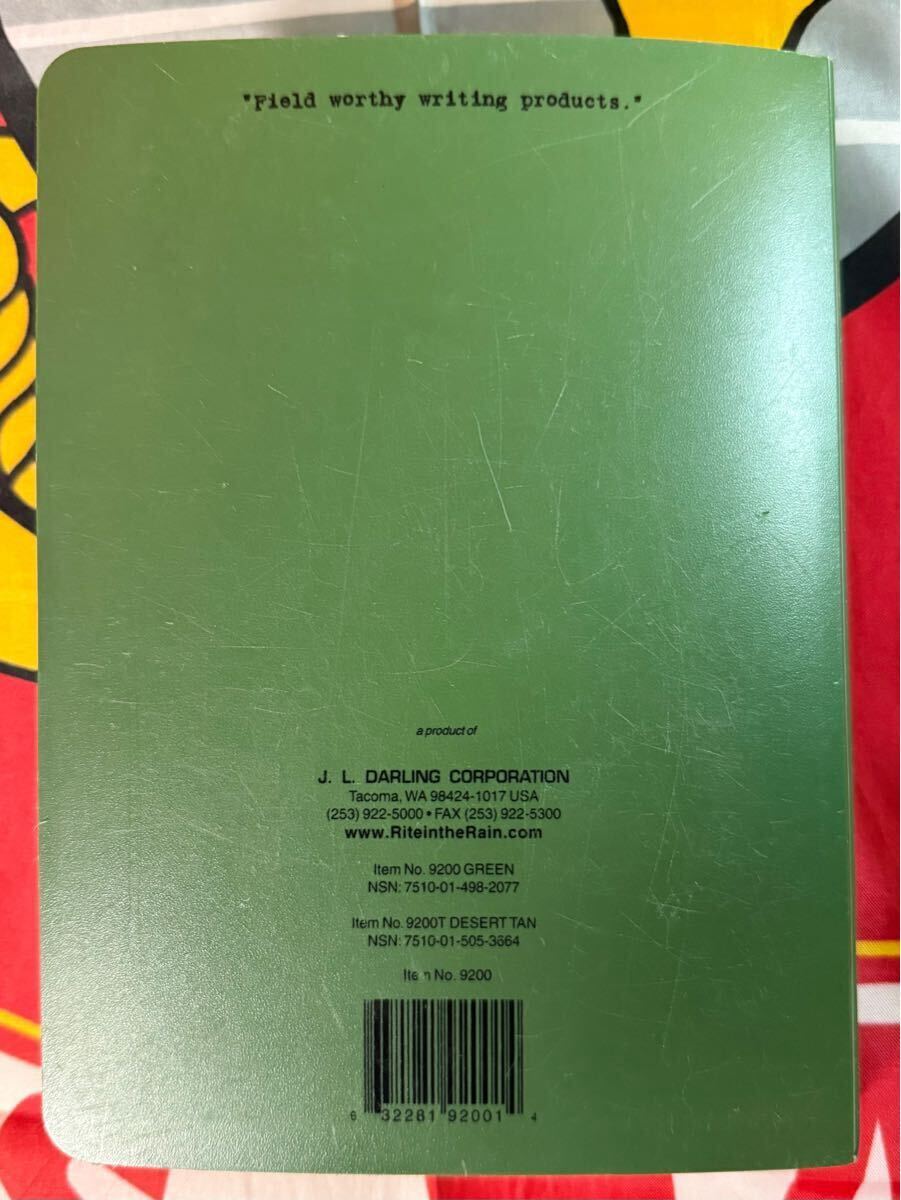 "Field worthy writing products."
a product of
J. L. DARLING CORPORATION
Tacoma, WA 98424-1017 USA
(253) 922-5000 • FAX (253) 922-5300
www.RiteintheRain.com
Item No. 9200 GREEN
NSN: 7510-01-498-2077
Item No. 9200T DESERT TAN
NSN: 7510-01-505-3664
Item No. 9200
6 32281 92001 4